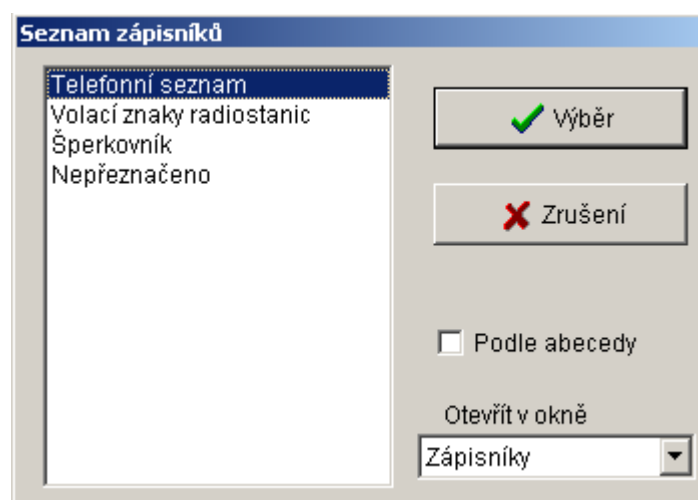 Seznam zápisníků
Telefonní seznam
Volací znaky radiostanic
Šperkovník
Nepřeznačeno
Výběr
Zrušení
Podle abecedy
Otevřít v okně
Zápisníky